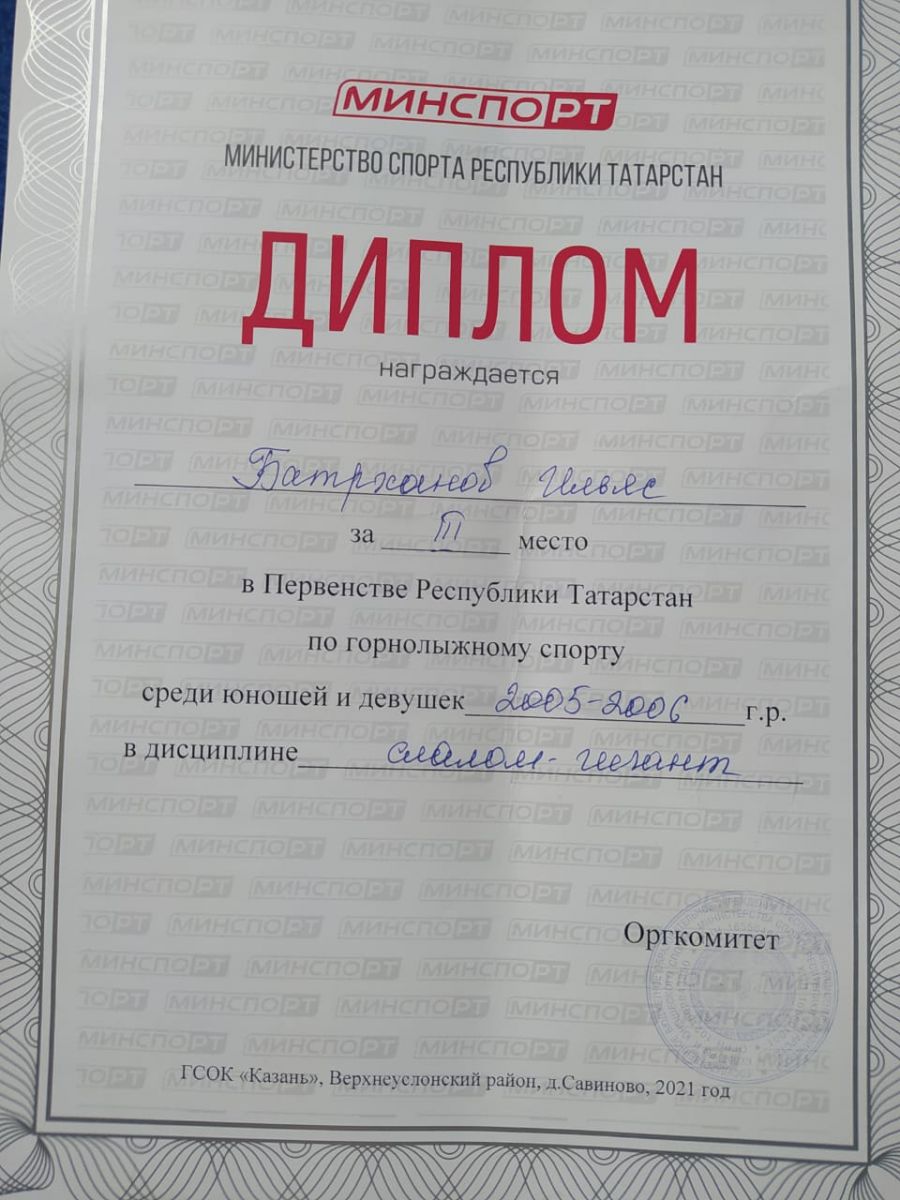 МИНСПОРТ
МИНИСТЕРСТВО СПОРТА РЕСПУБЛИКИ ТАТАРСТАН
ДИПЛОМ
награждается
Батрханов Ильяс
за III место
в Первенстве Республики Татарстан
по горнолыжному спорту
среди юношей и девушек 2005-2006 г.р.
в дисциплине слалом-гигант
Оргкомитет
ГСОК «Казань», Верхнеуслонский район, д.Савиново, 2021 год